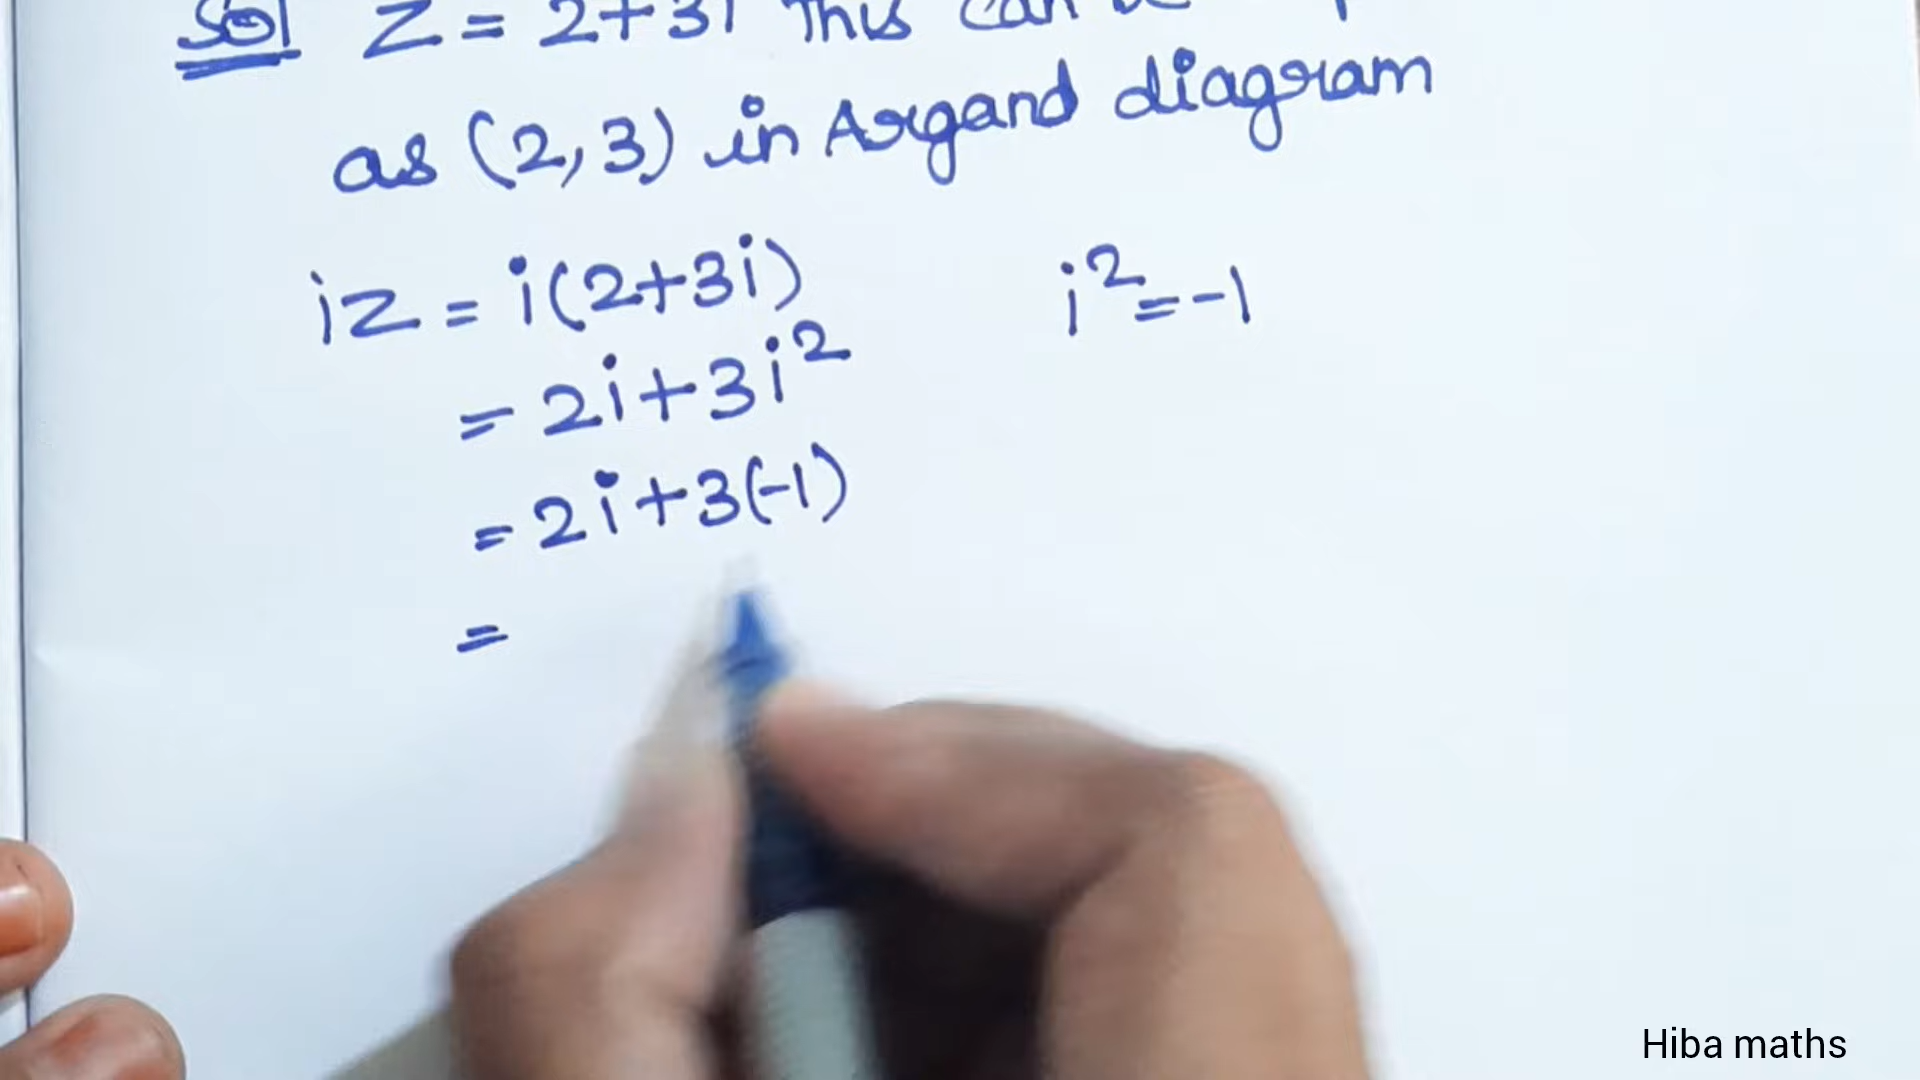 Sol Z = 2+3i This can
as (2,3) in Argand diagram
iz = i(2+3i)
i²=-1
= 2i+3i²
= 2i+3(-1)
=
Hiba maths